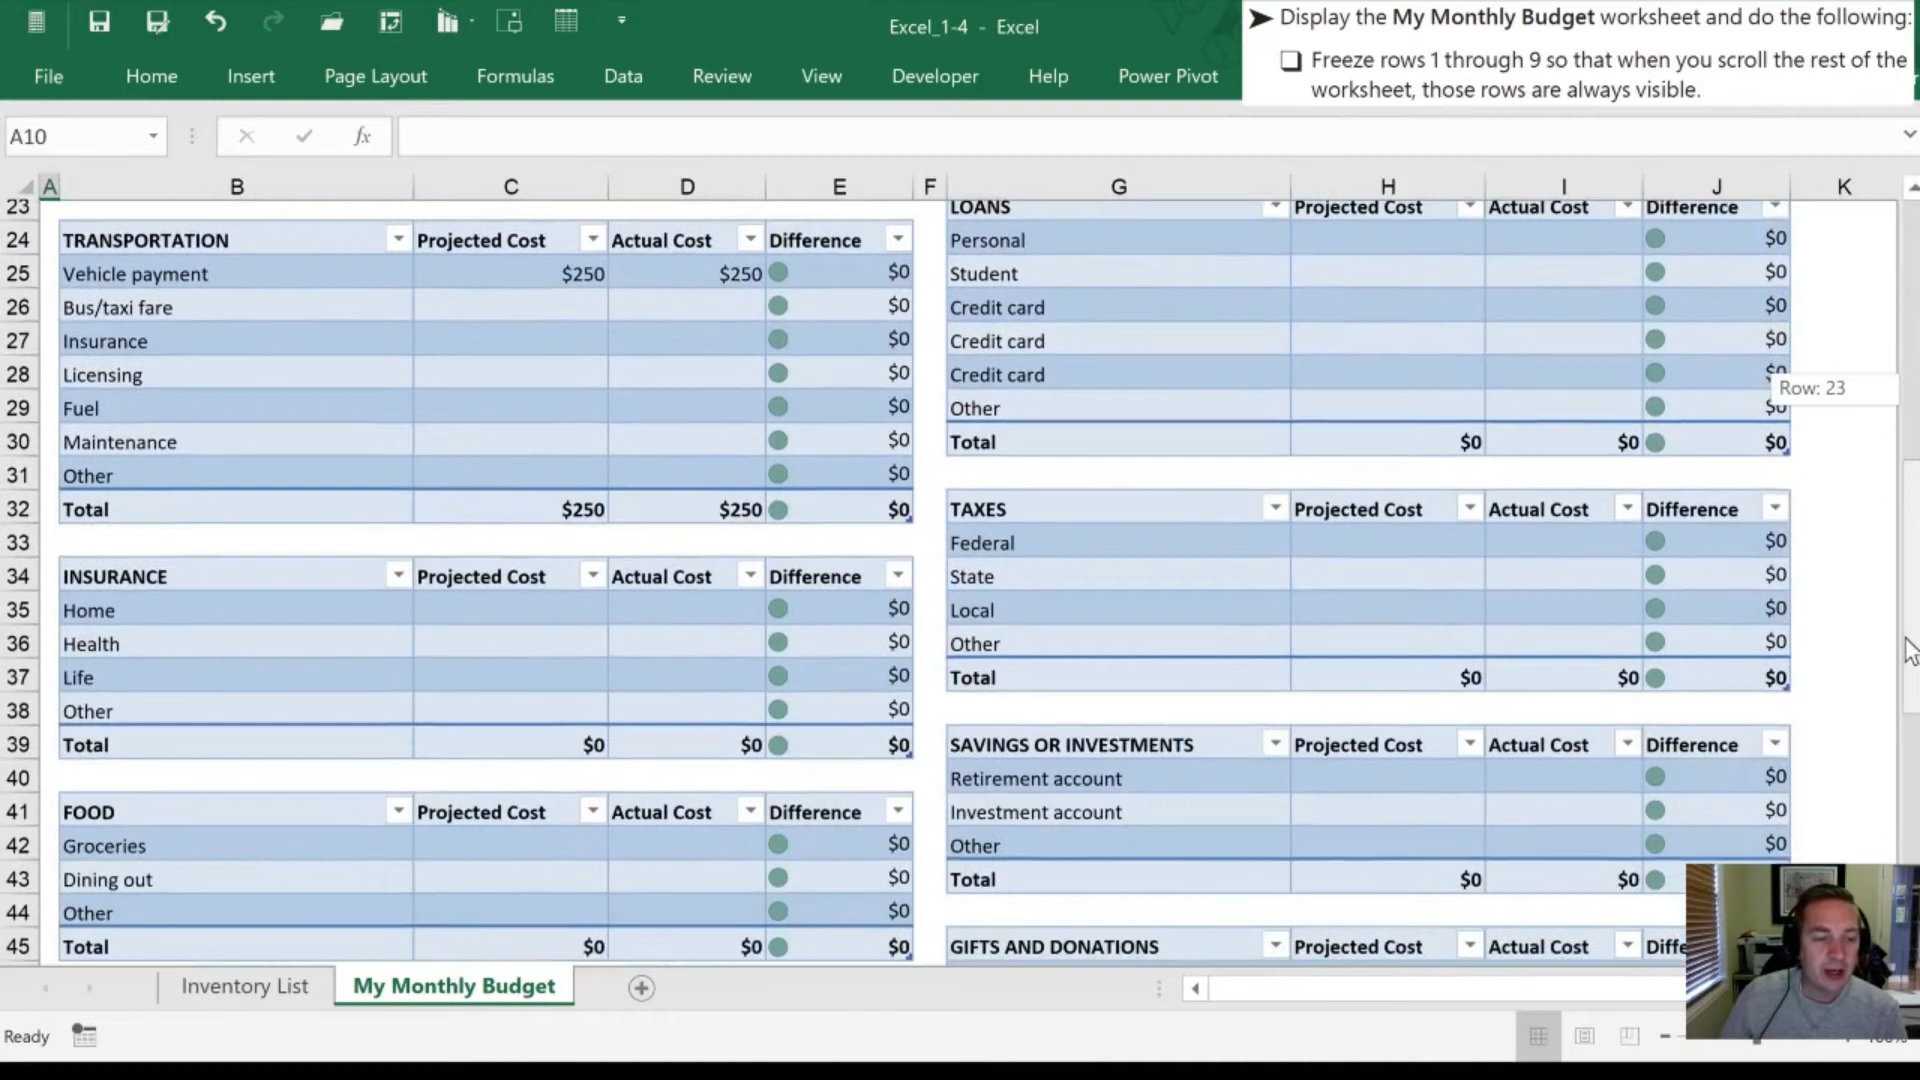 Excel_1-4 - Excel
➤ Display the My Monthly Budget worksheet and do the following:
❑ Freeze rows 1 through 9 so that when you scroll the rest of the
worksheet, those rows are always visible.
File Home Insert Page Layout Formulas Data Review View Developer Help Power Pivot
A10 fx
A B C D E F G H I J K
23 LOANS Projected Cost Actual Cost Difference
24 TRANSPORTATION Projected Cost Actual Cost Difference Personal $0
25 Vehicle payment $250 $250 $0 Student $0
26 Bus/taxi fare $0 Credit card $0
27 Insurance $0 Credit card $0
28 Licensing $0 Credit card $0
Row: 23
29 Fuel $0 Other $0
30 Maintenance $0 Total $0 $0 $0
31 Other $0
32 Total $250 $250 $0 TAXES Projected Cost Actual Cost Difference
33 Federal $0
34 INSURANCE Projected Cost Actual Cost Difference State $0
35 Home $0 Local $0
36 Health $0 Other $0
37 Life $0 Total $0 $0 $0
38 Other $0
39 Total $0 $0 $0 SAVINGS OR INVESTMENTS Projected Cost Actual Cost Difference
40 Retirement account $0
41 FOOD Projected Cost Actual Cost Difference Investment account $0
42 Groceries $0 Other $0
43 Dining out $0 Total $0 $0
44 Other $0
45 Total $0 $0 $0 GIFTS AND DONATIONS Projected Cost Actual Cost Diffe
Inventory List My Monthly Budget
Ready